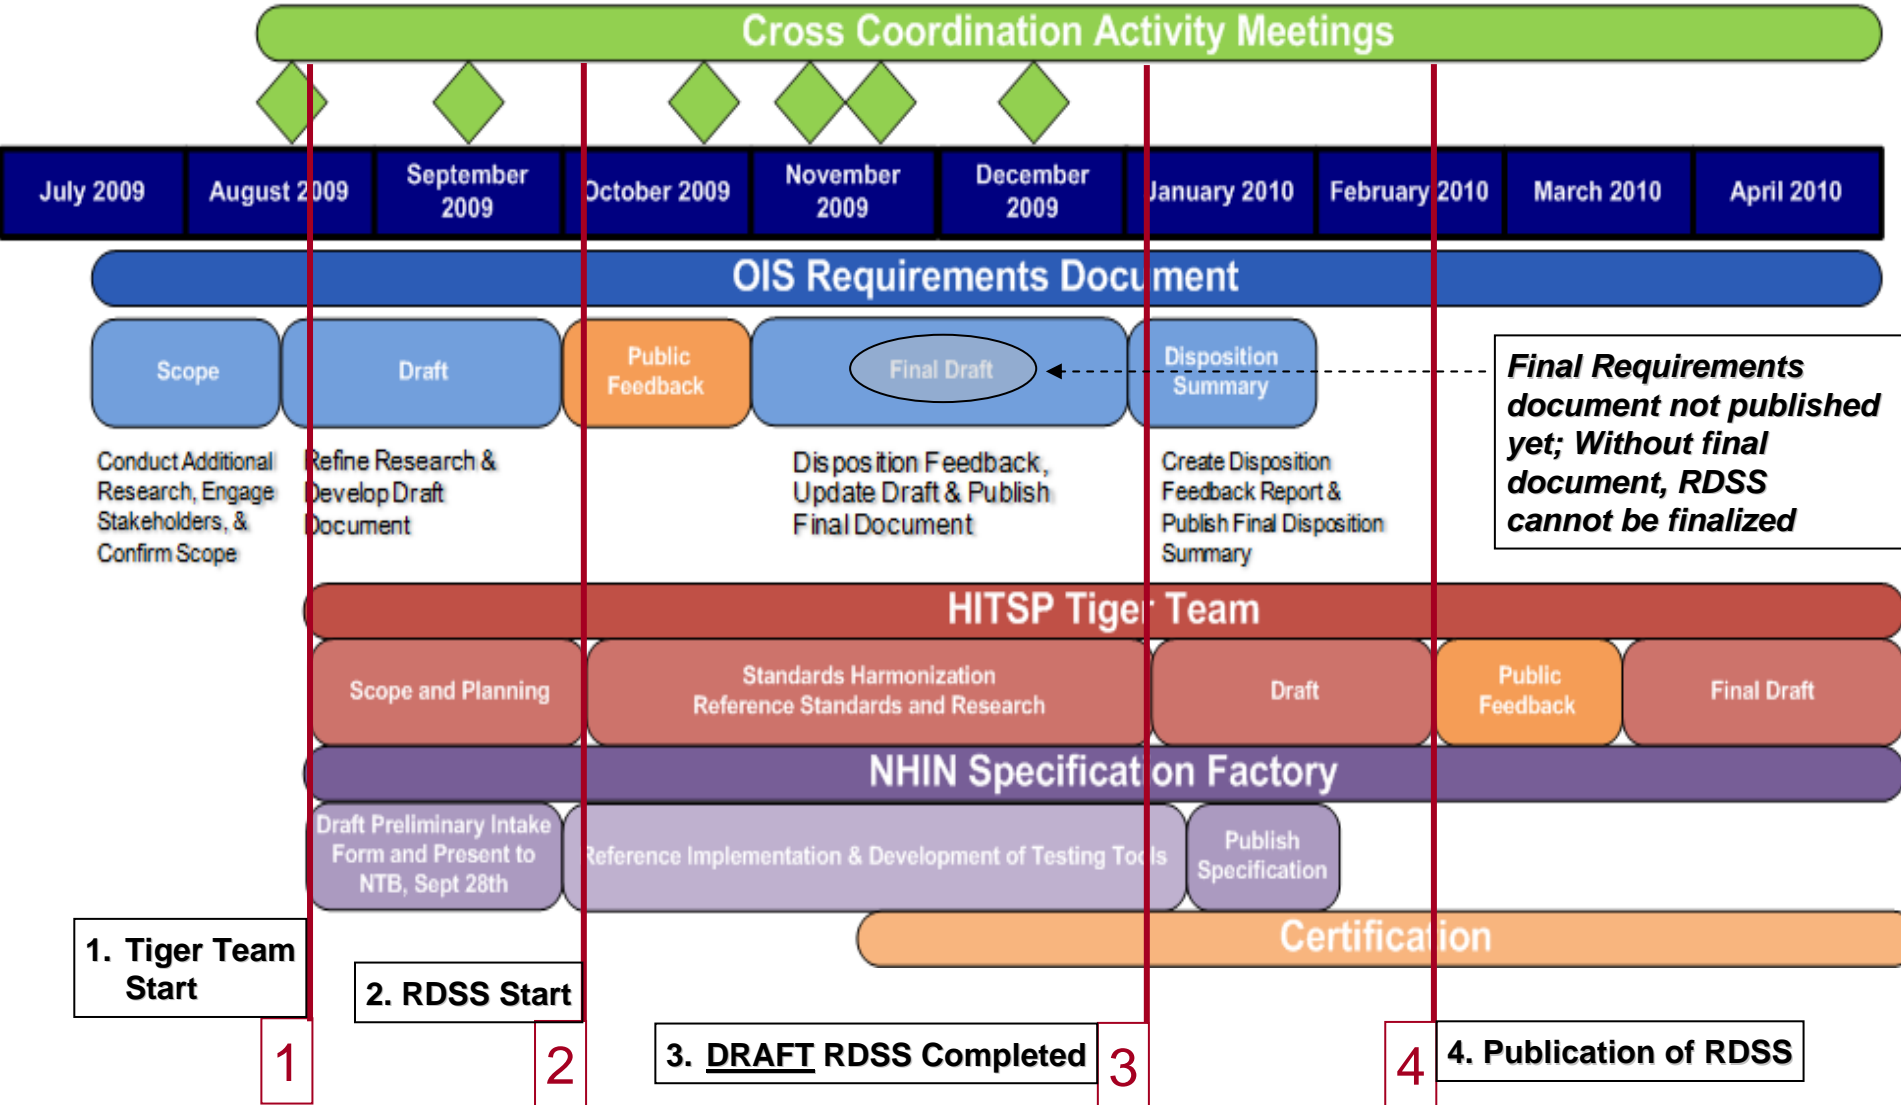 Cross Coordination Activity Meetings
July 2009
August 2009
September
2009
October 2009
November
2009
December
2009
January 2010
February 2010
March 2010
April 2010
OIS Requirements Document
Scope
Draft
Public
Feedback
Final Draft
Disposition
Summary
Final Requirements
document not published
yet; Without final
document, RDSS
cannot be finalized
Conduct Additional
Research, Engage
Stakeholders, &
Confirm Scope
Refine Research &
Develop Draft
Document
Disposition Feedback,
Update Draft & Publish
Final Document
Create Disposition
Feedback Report &
Publish Final Disposition
Summary
HITSP Tiger Team
Scope and Planning
Standards Harmonization
Reference Standards and Research
Draft
Public
Feedback
Final Draft
NHIN Specification Factory
Draft Preliminary Intake
Form and Present to
NTB, Sept 28th
Reference Implementation & Development of Testing Tools
Publish
Specification
Certification
1. Tiger Team
Start
2. RDSS Start
3. DRAFT RDSS Completed
4. Publication of RDSS
1
2
3
4